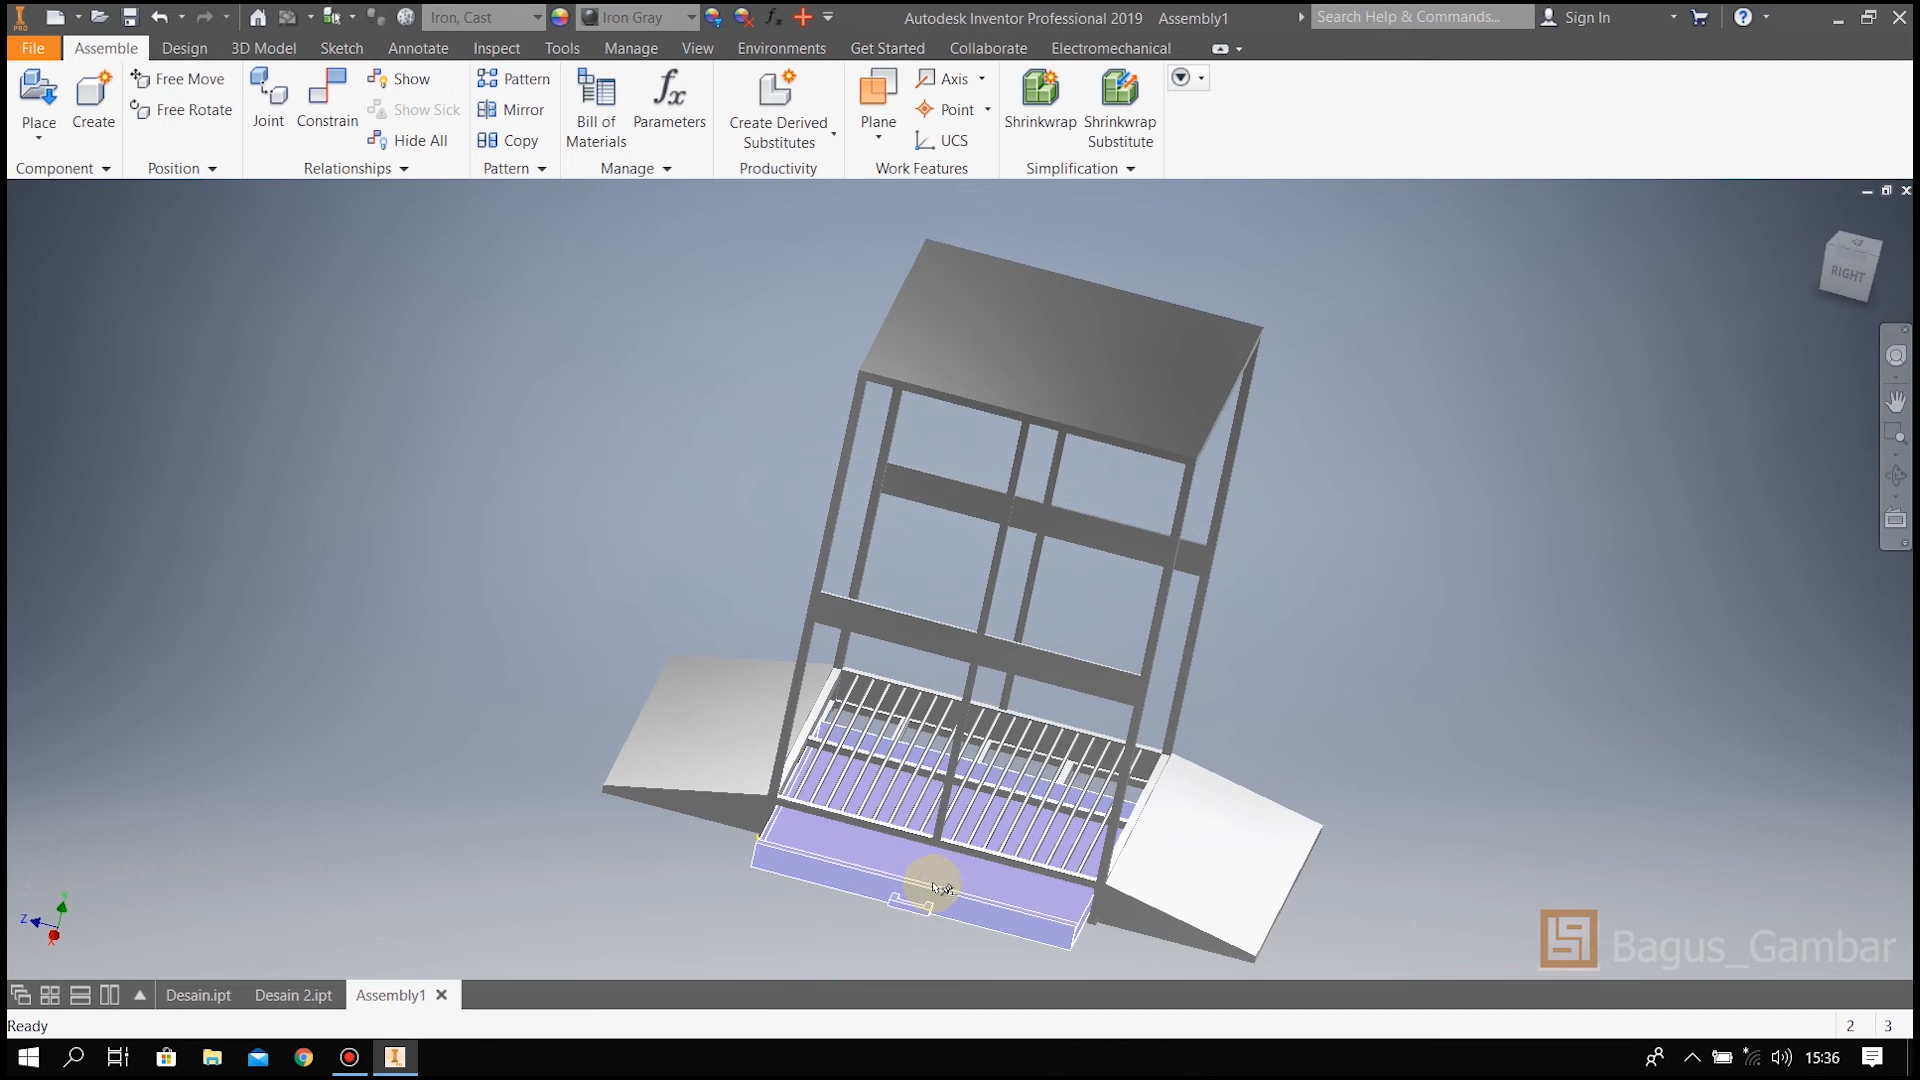 Iron, Cast
Iron Gray
Autodesk Inventor Professional 2019 Assembly1
Search Help & Commands...
Sign In
File
Assemble
Design
3D Model
Sketch
Annotate
Inspect
Tools
Manage
View
Environments
Get Started
Collaborate
Electromechanical
Place
Create
Free Move
Free Rotate
Joint
Constrain
Show
Show Sick
Hide All
Pattern
Mirror
Copy
Bill of
Materials
Parameters
Create Derived
Substitutes
Plane
Axis
Point
UCS
Shrinkwrap
Shrinkwrap
Substitute
Component
Position
Relationships
Pattern
Manage
Productivity
Work Features
Simplification
RIGHT
Z
Y
X
Bagus_Gambar
Desain.ipt
Desain 2.ipt
Assembly1
Ready
2
3
15:36